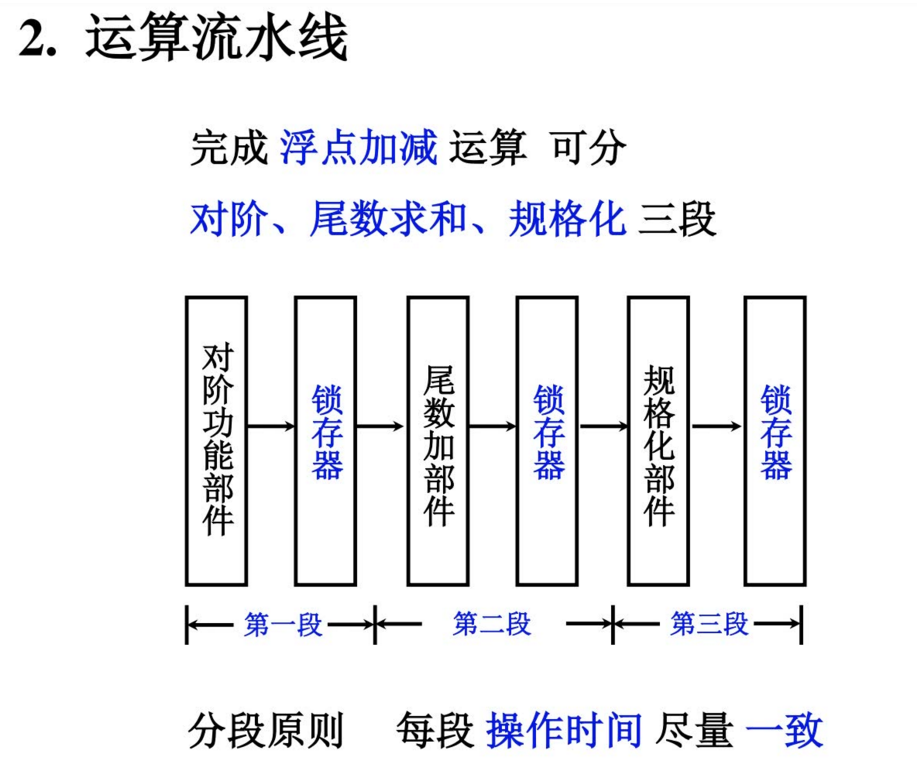 2. 运算流水线
完成 浮点加减 运算 可分
对阶、尾数求和、规格化 三段
对阶功能部件
锁存器
尾数加部件
锁存器
规格化部件
锁存器
第一段
第二段
第三段
分段原则 每段 操作时间 尽量 一致